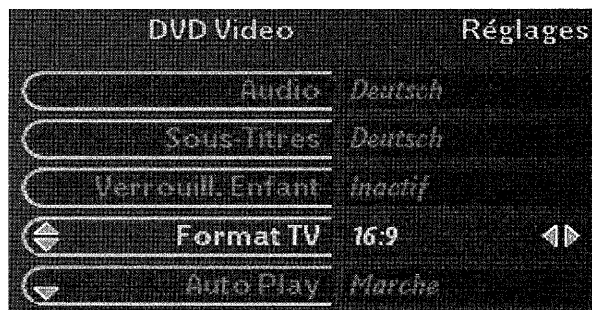 DVD Video Réglages
Audio Deutsch
Sous-Titres Deutsch
Verrouill. Enfant Inactif
Format TV 16:9
Auto Play Marche